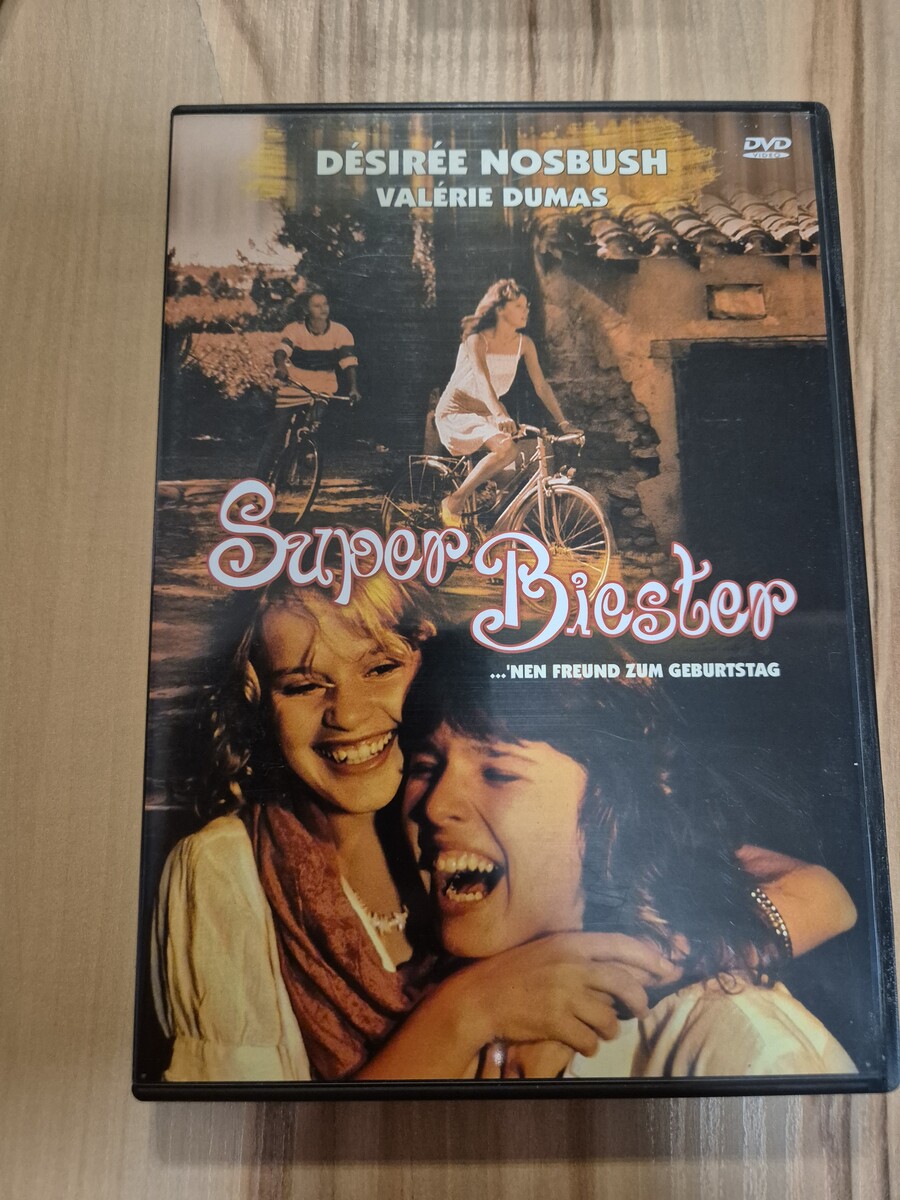 DVD
VIDEO
DÉSIRÉE NOSBUSH
VALÉRIE DUMAS
Super
Biester
...'NEN FREUND ZUM GEBURTSTAG